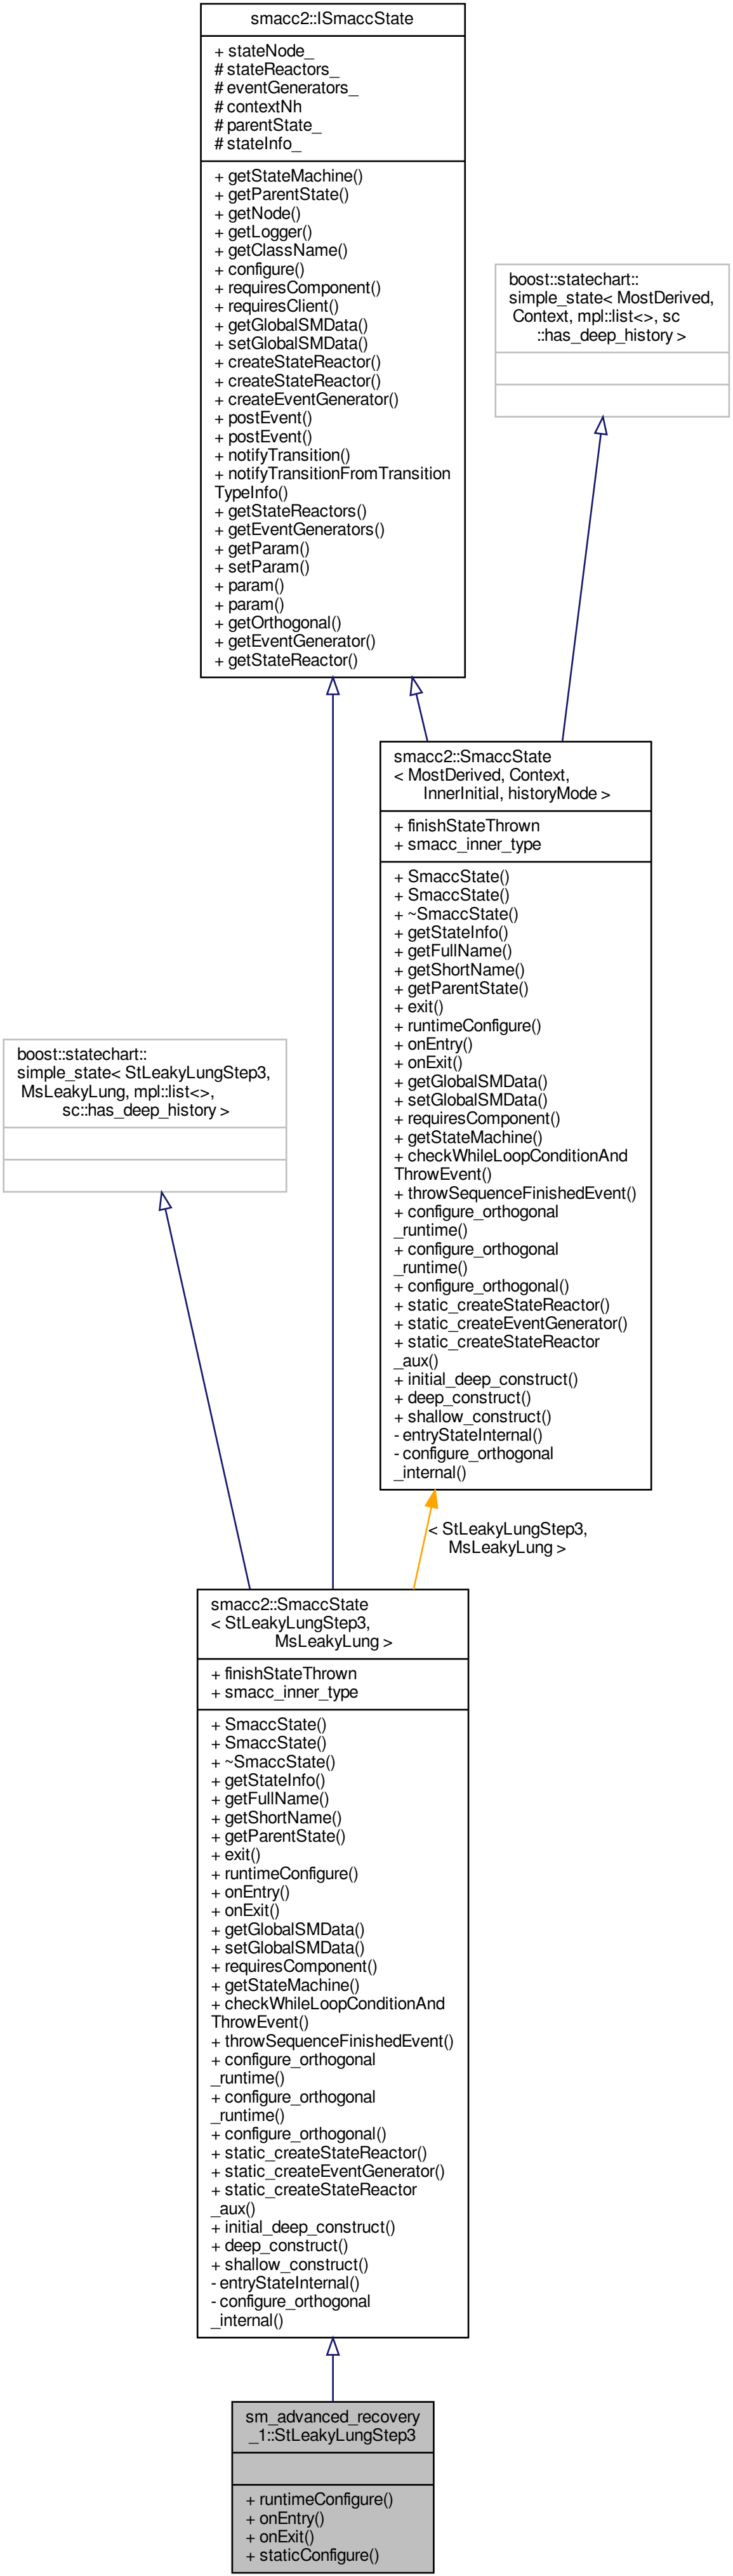 smacc2::ISmaccState
+ stateNode_
# stateReactors_
# eventGenerators_
# contextNh
# parentState_
# stateInfo_
+ getStateMachine()
+ getParentState()
+ getNode()
+ getLogger()
+ getClassName()
+ configure()
+ requiresComponent()
+ requiresClient()
+ getGlobalSMData()
+ setGlobalSMData()
+ createStateReactor()
+ createStateReactor()
+ createEventGenerator()
+ postEvent()
+ postEvent()
+ notifyTransition()
+ notifyTransitionFromTransition
TypeInfo()
+ getStateReactors()
+ getEventGenerators()
+ getParam()
+ setParam()
+ param()
+ param()
+ getOrthogonal()
+ getEventGenerator()
+ getStateReactor()
boost::statechart::
simple_state< MostDerived,
Context, mpl::list<>, sc
::has_deep_history >
smacc2::SmaccState
< MostDerived, Context,
InnerInitial, historyMode >
+ finishStateThrown
+ smacc_inner_type
+ SmaccState()
+ SmaccState()
+ ~SmaccState()
+ getStateInfo()
+ getFullName()
+ getShortName()
+ getParentState()
+ exit()
+ runtimeConfigure()
+ onEntry()
+ onExit()
+ getGlobalSMData()
+ setGlobalSMData()
+ requiresComponent()
+ getStateMachine()
+ checkWhileLoopConditionAnd
ThrowEvent()
+ throwSequenceFinishedEvent()
+ configure_orthogonal
_runtime()
+ configure_orthogonal
_runtime()
+ configure_orthogonal()
+ static_createStateReactor()
+ static_createEventGenerator()
+ static_createStateReactor
_aux()
+ initial_deep_construct()
+ deep_construct()
+ shallow_construct()
- entryStateInternal()
- configure_orthogonal
_internal()
boost::statechart::
simple_state< StLeakyLungStep3,
MsLeakyLung, mpl::list<>,
sc::has_deep_history >
< StLeakyLungStep3,
MsLeakyLung >
smacc2::SmaccState
< StLeakyLungStep3,
MsLeakyLung >
+ finishStateThrown
+ smacc_inner_type
+ SmaccState()
+ SmaccState()
+ ~SmaccState()
+ getStateInfo()
+ getFullName()
+ getShortName()
+ getParentState()
+ exit()
+ runtimeConfigure()
+ onEntry()
+ onExit()
+ getGlobalSMData()
+ setGlobalSMData()
+ requiresComponent()
+ getStateMachine()
+ checkWhileLoopConditionAnd
ThrowEvent()
+ throwSequenceFinishedEvent()
+ configure_orthogonal
_runtime()
+ configure_orthogonal
_runtime()
+ configure_orthogonal()
+ static_createStateReactor()
+ static_createEventGenerator()
+ static_createStateReactor
_aux()
+ initial_deep_construct()
+ deep_construct()
+ shallow_construct()
- entryStateInternal()
- configure_orthogonal
_internal()
sm_advanced_recovery
_1::StLeakyLungStep3
+ runtimeConfigure()
+ onEntry()
+ onExit()
+ staticConfigure()